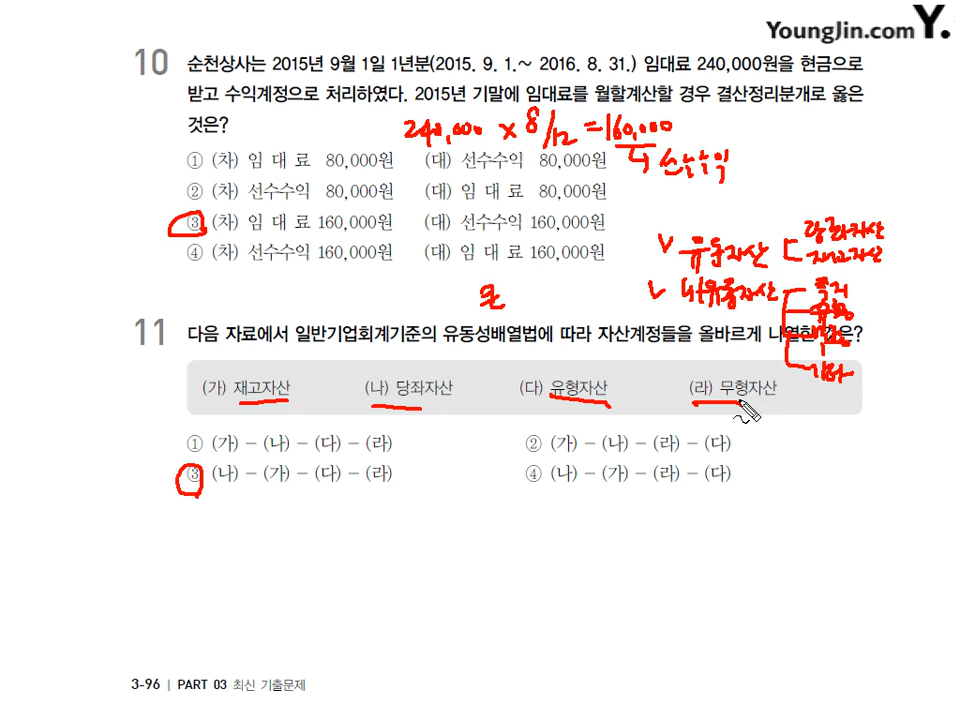 YoungJin.com Y.
10 순천상사는 2015년 9월 1일 1년분(2015. 9. 1.~ 2016. 8. 31.) 임대료 240,000원을 현금으로
받고 수익계정으로 처리하였다. 2015년 기말에 임대료를 월할계산할 경우 결산정리분개로 옳은
것은?
240,000 × 8/12 = 160,000
선수수익
① (차) 임 대 료 80,000원 (대) 선수수익 80,000원
② (차) 선수수익 80,000원 (대) 임 대 료 80,000원
③ (차) 임 대 료 160,000원 (대) 선수수익 160,000원
④ (차) 선수수익 160,000원 (대) 임 대 료 160,000원
당좌자산
유동자산 재고자산
비유동자산 투자
유형
무형
기타
11 다음 자료에서 일반기업회계기준의 유동성배열법에 따라 자산계정들을 올바르게 나열한 것은?
(가) 재고자산 (나) 당좌자산 (다) 유형자산 (라) 무형자산
① (가) – (나) – (다) – (라) ② (가) – (나) – (라) – (다)
③ (나) – (가) – (다) – (라) ④ (나) – (가) – (라) – (다)
3-96 | PART 03 최신 기출문제